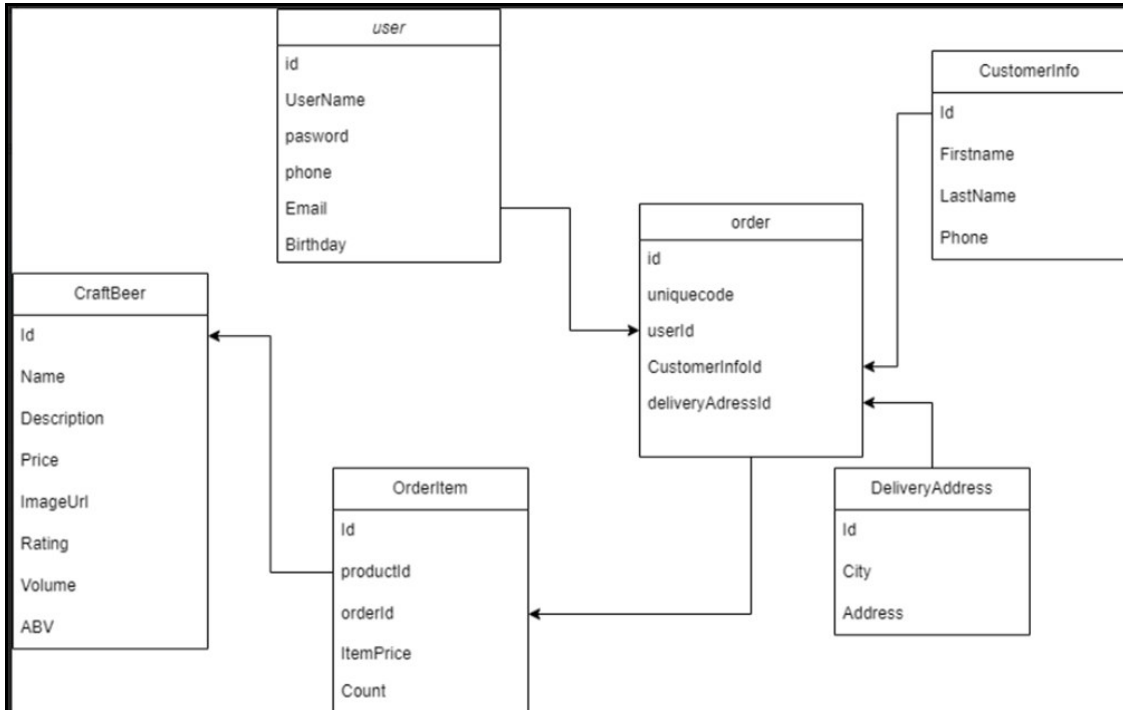 user
id
UserName
pasword
phone
Email
Birthday
CustomerInfo
Id
Firstname
LastName
Phone
order
id
uniquecode
userId
CustomerInfoId
deliveryAdressId
CraftBeer
Id
Name
Description
Price
ImageUrl
Rating
Volume
ABV
OrderItem
Id
productId
orderId
ItemPrice
Count
DeliveryAddress
Id
City
Address